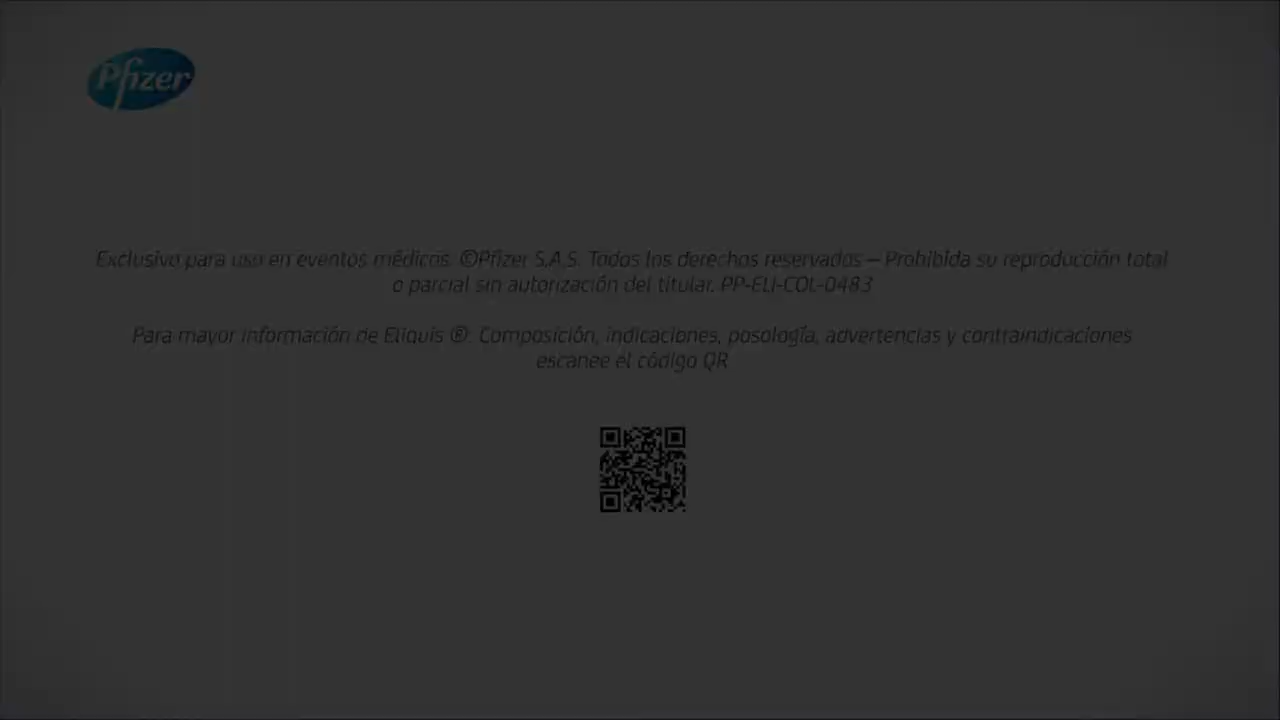 Pfizer
Exclusivo para uso en eventos médicos. ©Pfizer S.A.S. Todos los derechos reservados – Prohibida su reproducción total
o parcial sin autorización del titular. PP-ELI-COL-0483
Para mayor información de Eliquis ®: Composición, indicaciones, posología, advertencias y contraindicaciones
escanee el código QR